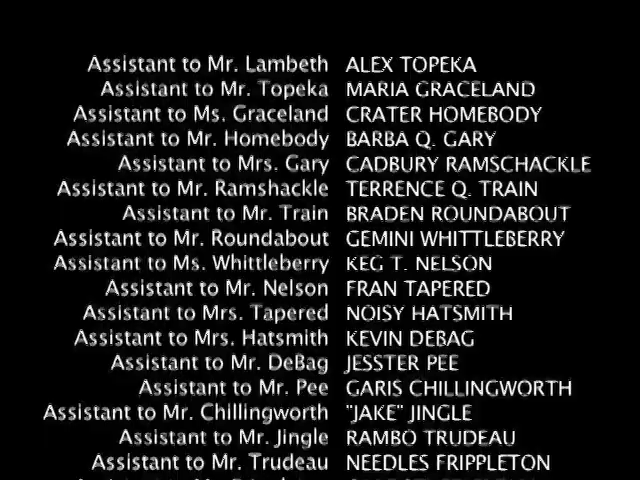 Assistant to Mr. Lambeth ALEX TOPEKA
Assistant to Mr. Topeka MARIA GRACELAND
Assistant to Ms. Graceland CRATER HOMEBODY
Assistant to Mr. Homebody BARBA Q. GARY
Assistant to Mrs. Gary CADBURY RAMSCHACKLE
Assistant to Mr. Ramshackle TERRENCE Q. TRAIN
Assistant to Mr. Train BRADEN ROUNDABOUT
Assistant to Mr. Roundabout GEMINI WHITTLEBERRY
Assistant to Ms. Whittleberry KEG T. NELSON
Assistant to Mr. Nelson FRAN TAPERED
Assistant to Mrs. Tapered NOISY HATSMITH
Assistant to Mrs. Hatsmith KEVIN DEBAG
Assistant to Mr. DeBag JESSTER PEE
Assistant to Mr. Pee GARIS CHILLINGWORTH
Assistant to Mr. Chillingworth "JAKE" JINGLE
Assistant to Mr. Jingle RAMBO TRUDEAU
Assistant to Mr. Trudeau NEEDLES FRIPPLETON